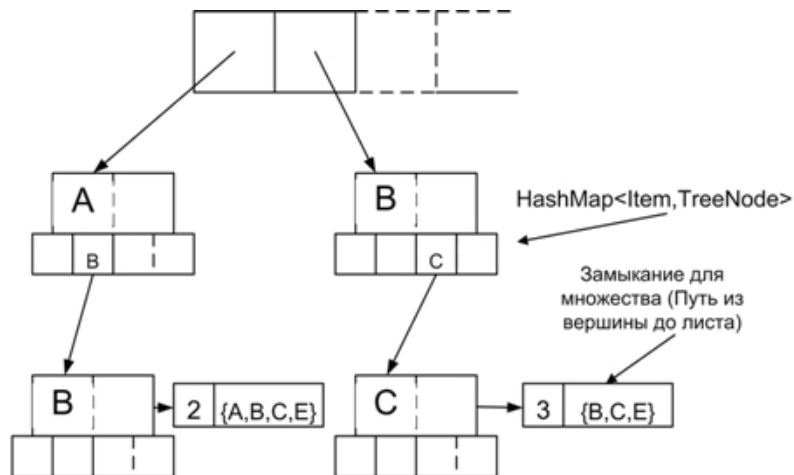 A
B
HashMap<Item,TreeNode>
B
C
Замыкание для
множества (Путь из
вершины до листа)
B
2
{A,B,C,E}
C
3
{B,C,E}